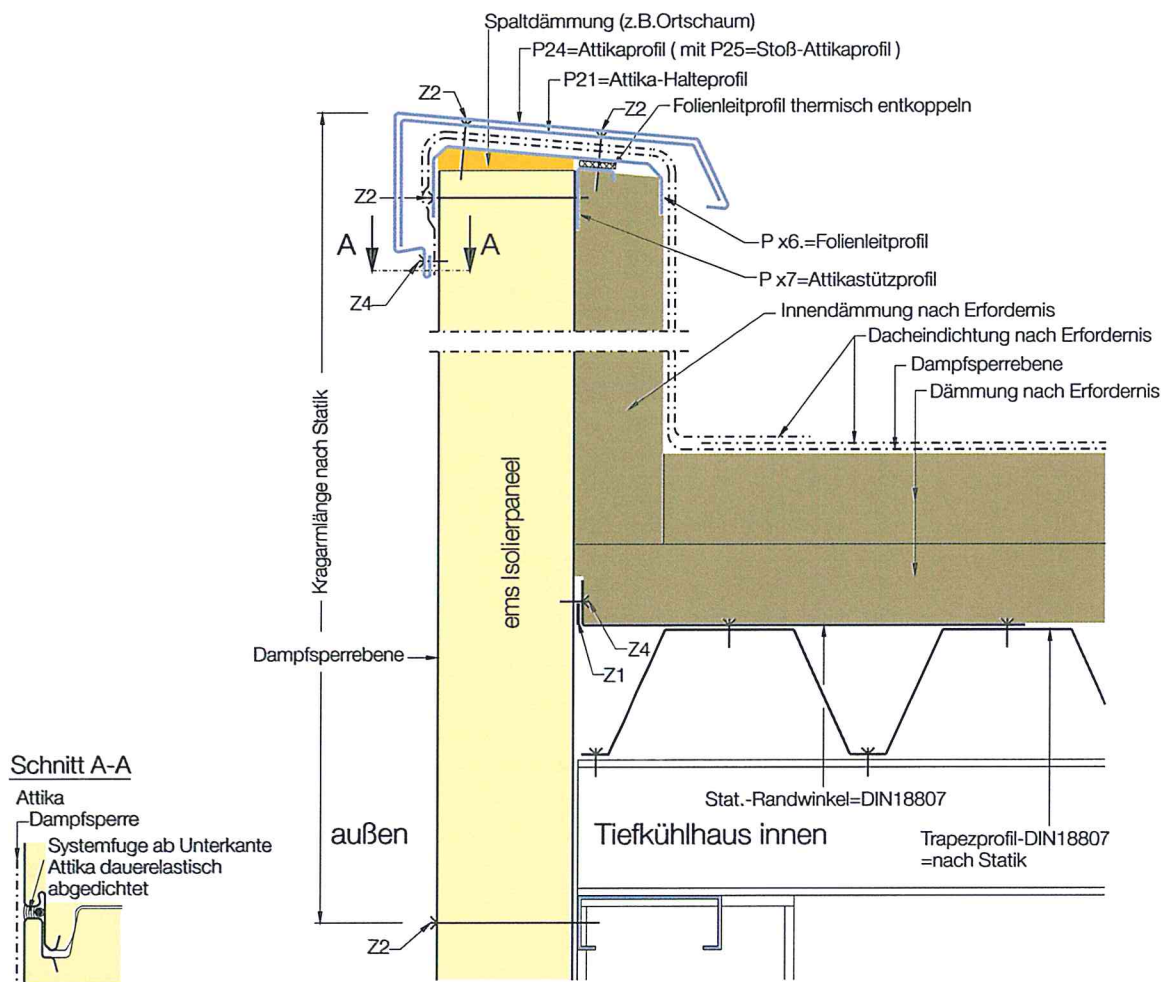 Spaltdämmung (z.B.Ortschaum)
P24=Attikaprofil ( mit P25=Stoß-Attikaprofil )
P21=Attika-Halteprofil
Z2
Z2
Folienleitprofil thermisch entkoppeln
Z2
A
A
P x6.=Folienleitprofil
P x7=Attikastützprofil
Z4
Innendämmung nach Erfordernis
Dacheindichtung nach Erfordernis
Dampfsperrebene
Dämmung nach Erfordernis
Kragarmlänge nach Statik
ems Isolierpaneel
Dampfsperrebene
Z4
Z1
Schnitt A-A
Attika
Dampfsperre
Systemfuge ab Unterkante
Attika dauerelastisch
abgedichtet
außen
Tiefkühlhaus innen
Stat.-Randwinkel=DIN18807
Trapezprofil-DIN18807
=nach Statik
Z2